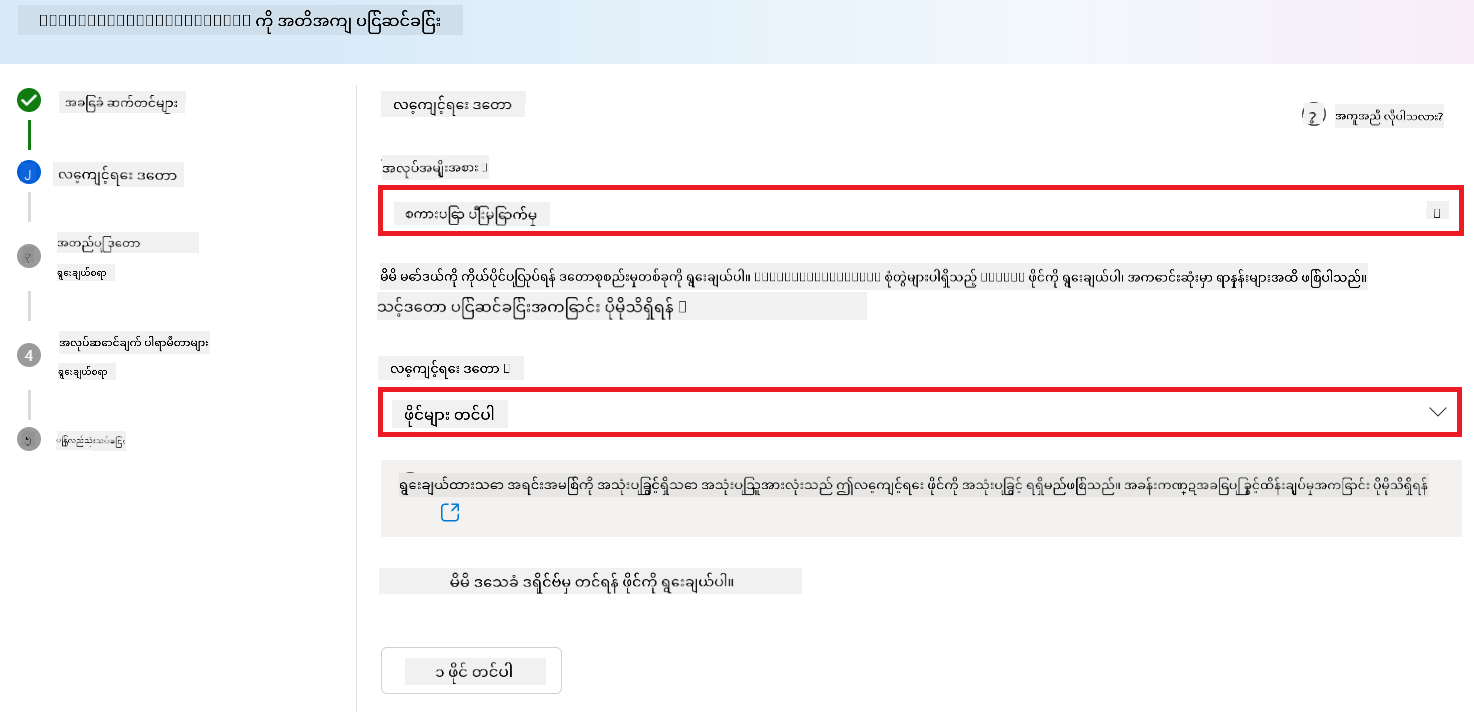 ကို အတိအကျ ပြင်ဆင်ခြင်း
အခြေခံ ဆက်တင်များ
လေ့ကျင့်ရေး ဒေတာ
အကူအညီ လိုပါသလား?
အလုပ်အမျိုးအစား
၂ လေ့ကျင့်ရေး ဒေတာ
စကားပြော ပြီးမြောက်မှု
၃ အတည်ပြု ဒေတာ
ရွေးချယ်စရာ
မိမိ မော်ဒယ်ကို ကိုယ်ပိုင်ပြုလုပ်ရန် ဒေတာစုစည်းမှုတစ်ခုကို ရွေးချယ်ပါ။ စုံတွဲများပါရှိသည့် ဖိုင်ကို ရွေးချယ်ပါ၊ အကောင်းဆုံးမှာ ရာနှုန်းများအထိ ဖြစ်ပါသည်။
သင့်ဒေတာ ပြင်ဆင်ခြင်းအကြောင်း ပိုမိုသိရှိရန်
4 အလုပ်ဆောင်ချက် ပါရာမီတာများ
ရွေးချယ်စရာ
လေ့ကျင့်ရေး ဒေတာ
ဖိုင်များ တင်ပါ
၅ ပြန်လည်သုံးသပ်ခြင်း
ရွေးချယ်ထားသော အရင်းအမြစ်ကို အသုံးပြုခွင့်ရှိသော အသုံးပြုသူအားလုံးသည် ဤလေ့ကျင့်ရေး ဖိုင်ကို အသုံးပြုခွင့် ရရှိမည်ဖြစ်သည်။ အခန်းကဏ္ဍအခြေပြုခွင့်ထိန်းချုပ်မှုအကြောင်း ပိုမိုသိရှိရန်
မိမိ ဒေသခံ ဒရိုင်ဗ်မှ တင်ရန် ဖိုင်ကို ရွေးချယ်ပါ။
၁ ဖိုင် တင်ပါ